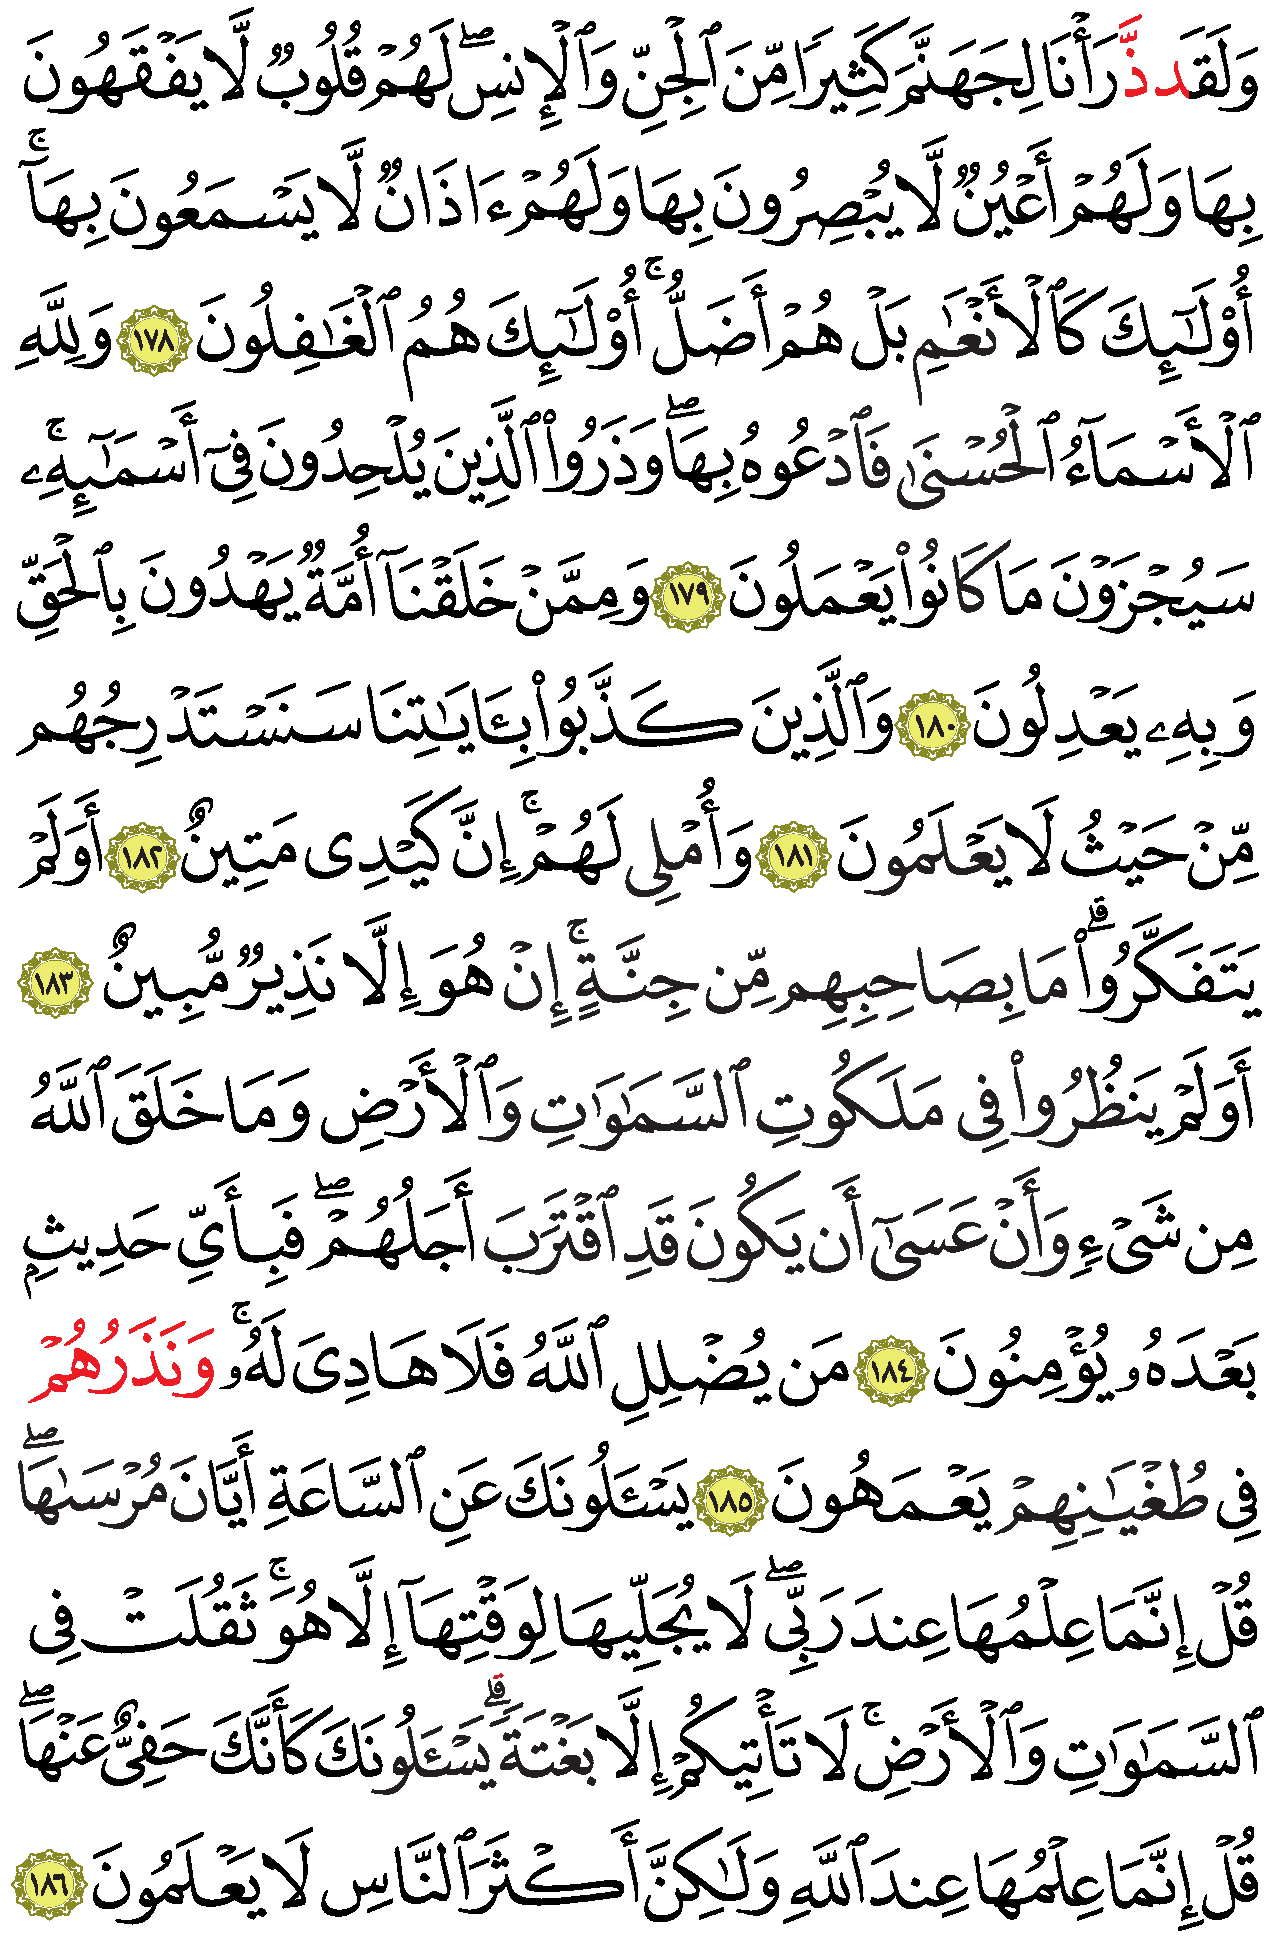 وَلَقَد ذَّرَأۡنَا لِجَهَنَّمَ كَثِيرٗا مِّنَ ٱلۡجِنِّ وَٱلۡإِنسِۖ لَهُمۡ قُلُوبٞ لَّا يَفۡقَهُونَ
بِهَا وَلَهُمۡ أَعۡيُنٞ لَّا يُبۡصِرُونَ بِهَا وَلَهُمۡ ءَاذَانٞ لَّا يَسۡمَعُونَ بِهَآۚ
أُوْلَٰٓئِكَ كَٱلۡأَنۡعَٰمِ بَلۡ هُمۡ أَضَلُّۚ أُوْلَٰٓئِكَ هُمُ ٱلۡغَٰفِلُونَ ١٧٨ وَلِلَّهِ
ٱلۡأَسۡمَآءُ ٱلۡحُسۡنَىٰ فَٱدۡعُوهُ بِهَاۖ وَذَرُواْ ٱلَّذِينَ يُلۡحِدُونَ فِيٓ أَسۡمَٰٓئِهِۦۚ
سَيُجۡزَوۡنَ مَا كَانُواْ يَعۡمَلُونَ ١٧٩ وَمِمَّنۡ خَلَقۡنَآ أُمَّةٞ يَهۡدُونَ بِٱلۡحَقِّ
وَبِهِۦ يَعۡدِلُونَ ١٨٠ وَٱلَّذِينَ كَذَّبُواْ بِـَٔايَٰتِنَا سَنَسۡتَدۡرِجُهُم
مِّنۡ حَيۡثُ لَا يَعۡلَمُونَ ١٨١ وَأُمۡلِي لَهُمۡۚ إِنَّ كَيۡدِي مَتِينٌ ١٨٢ أَوَلَمۡ
يَتَفَكَّرُواْۗ مَا بِصَاحِبِهِم مِّن جِنَّةٍۚ إِنۡ هُوَ إِلَّا نَذِيرٞ مُّبِينٌ ١٨٣
أَوَلَمۡ يَنظُرُواْ فِي مَلَكُوتِ ٱلسَّمَٰوَٰتِ وَٱلۡأَرۡضِ وَمَا خَلَقَ ٱللَّهُ
مِن شَيۡءٖ وَأَنۡ عَسَىٰٓ أَن يَكُونَ قَدِ ٱقۡتَرَبَ أَجَلُهُمۡۖ فَبِأَيِّ حَدِيثِۭ
بَعۡدَهُۥ يُؤۡمِنُونَ ١٨٤ مَن يُضۡلِلِ ٱللَّهُ فَلَا هَادِيَ لَهُۥۚ وَنَذَرُهُمۡ
فِي طُغۡيَٰنِهِمۡ يَعۡمَهُونَ ١٨٥ يَسۡـَٔلُونَكَ عَنِ ٱلسَّاعَةِ أَيَّانَ مُرۡسَىٰهَاۖ
قُلۡ إِنَّمَا عِلۡمُهَا عِندَ رَبِّيۖ لَا يُجَلِّيهَا لِوَقۡتِهَآ إِلَّا هُوَۚ ثَقُلَتۡ فِي
ٱلسَّمَٰوَٰتِ وَٱلۡأَرۡضِۚ لَا تَأۡتِيكُمۡ إِلَّا بَغۡتَةٗۗ يَسۡـَٔلُونَكَ كَأَنَّكَ حَفِيٌّ عَنۡهَاۖ
قُلۡ إِنَّمَا عِلۡمُهَا عِندَ ٱللَّهِ وَلَٰكِنَّ أَكۡثَرَ ٱلنَّاسِ لَا يَعۡلَمُونَ ١٨٦